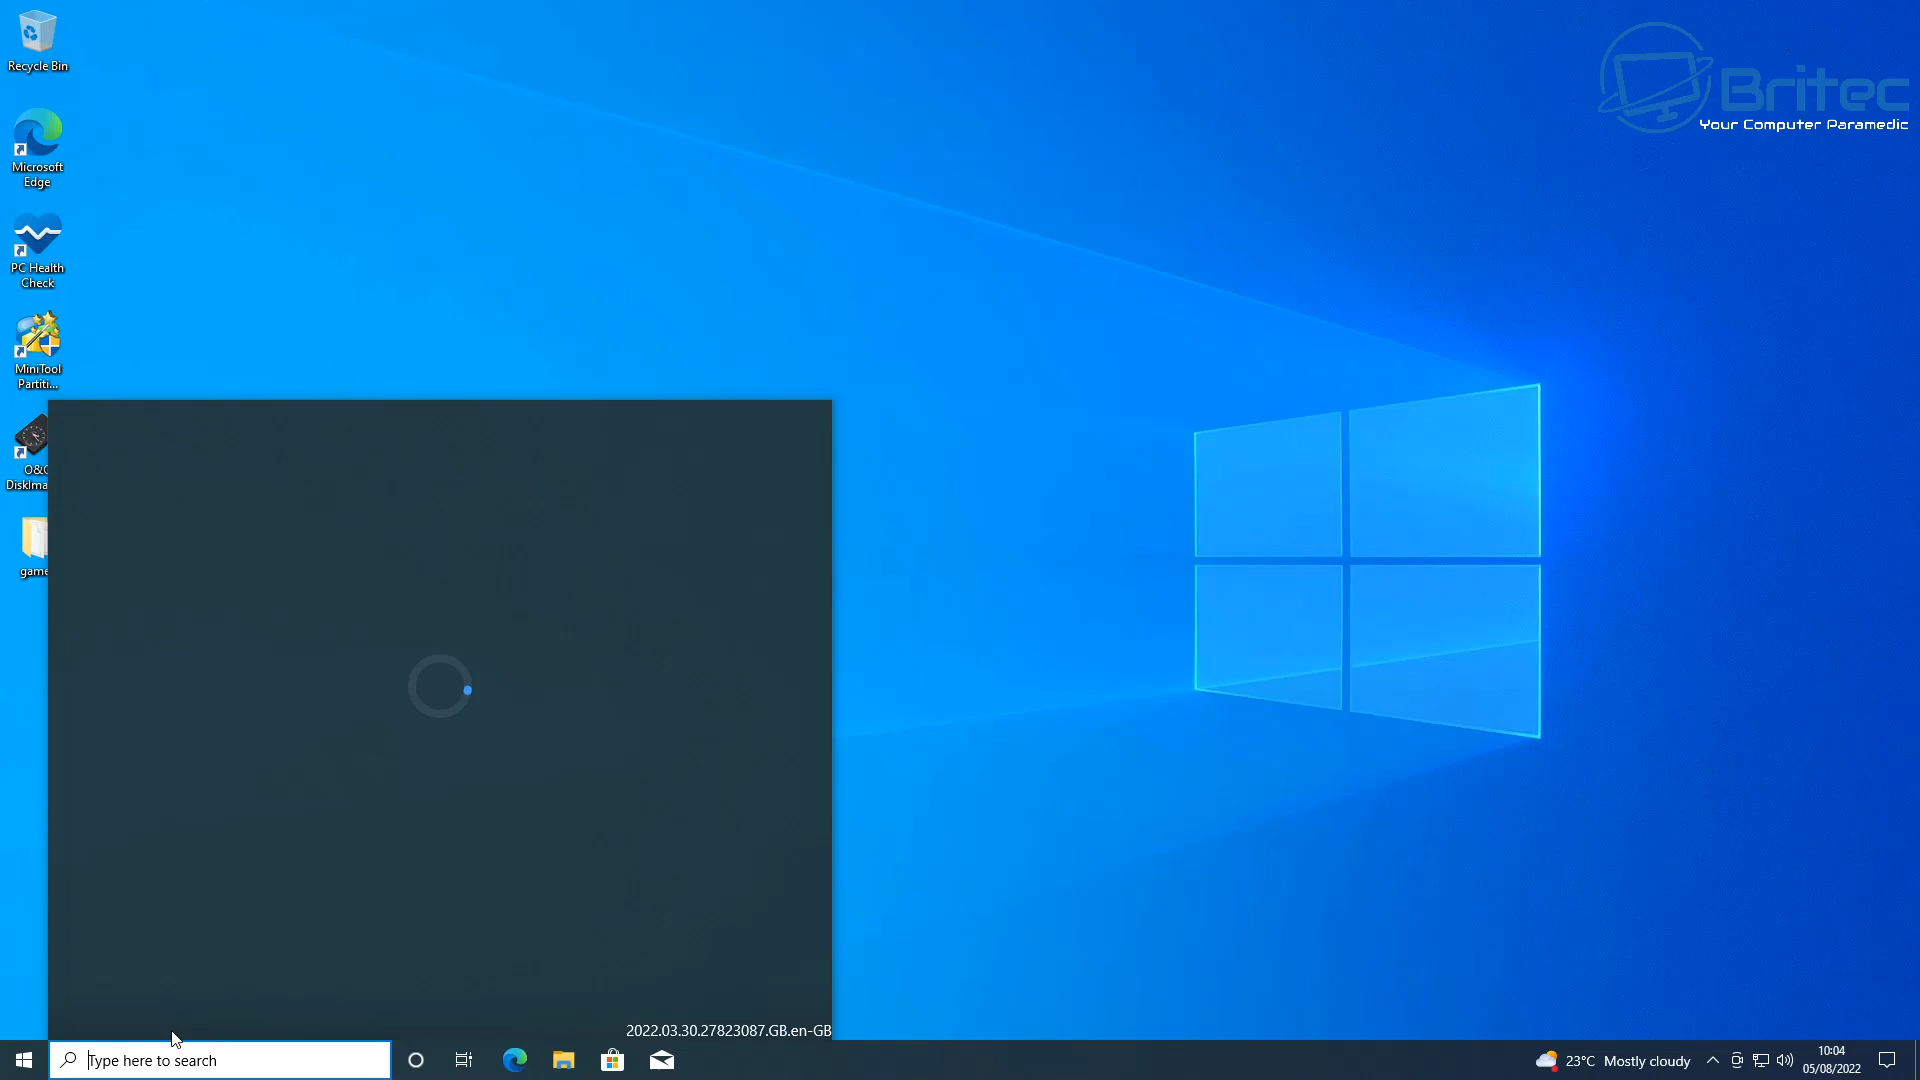 Recycle Bin
Britec
Your Computer Paramedic
Microsoft
Edge
PC Health
Check
MiniTool
Partiti...
O&O
DiskIma
game
2022.03.30.27823087.GB.en-GB
Type here to search
23°C Mostly cloudy
10:04
05/08/2022